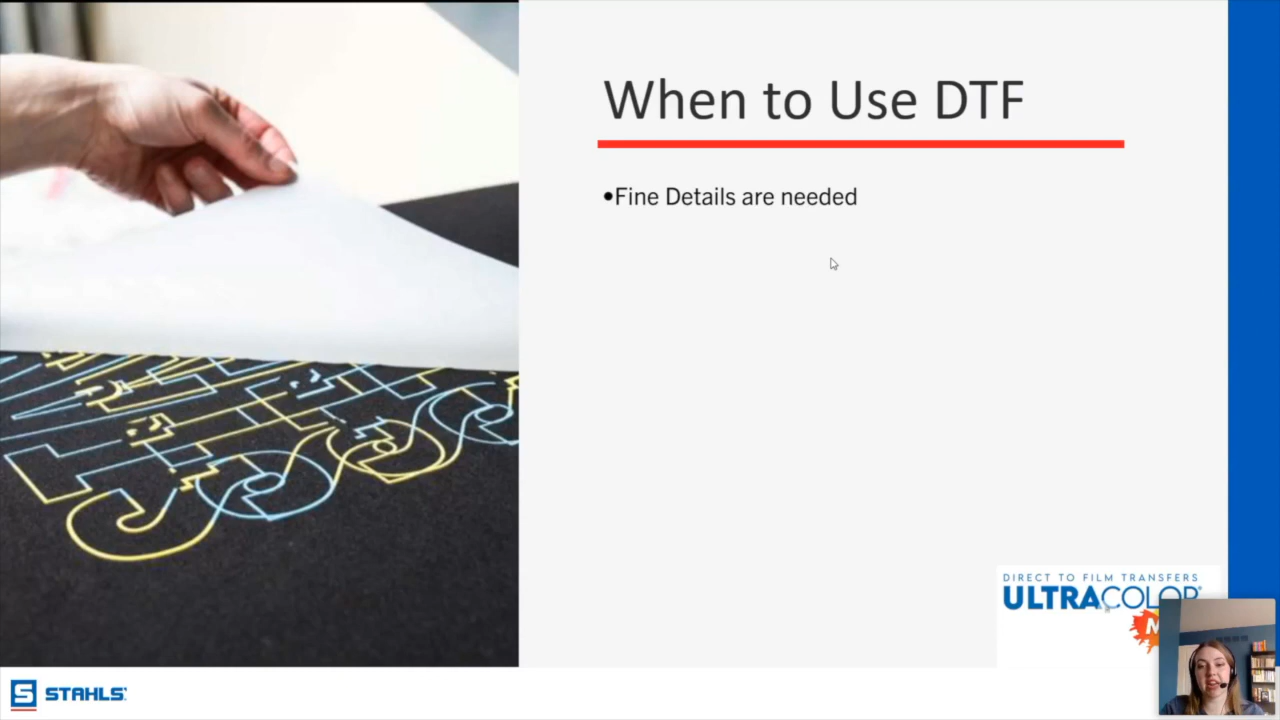 When to Use DTF
•Fine Details are needed
DIRECT TO FILM TRANSFERS
ULTRACOLOR®
STAHLS'